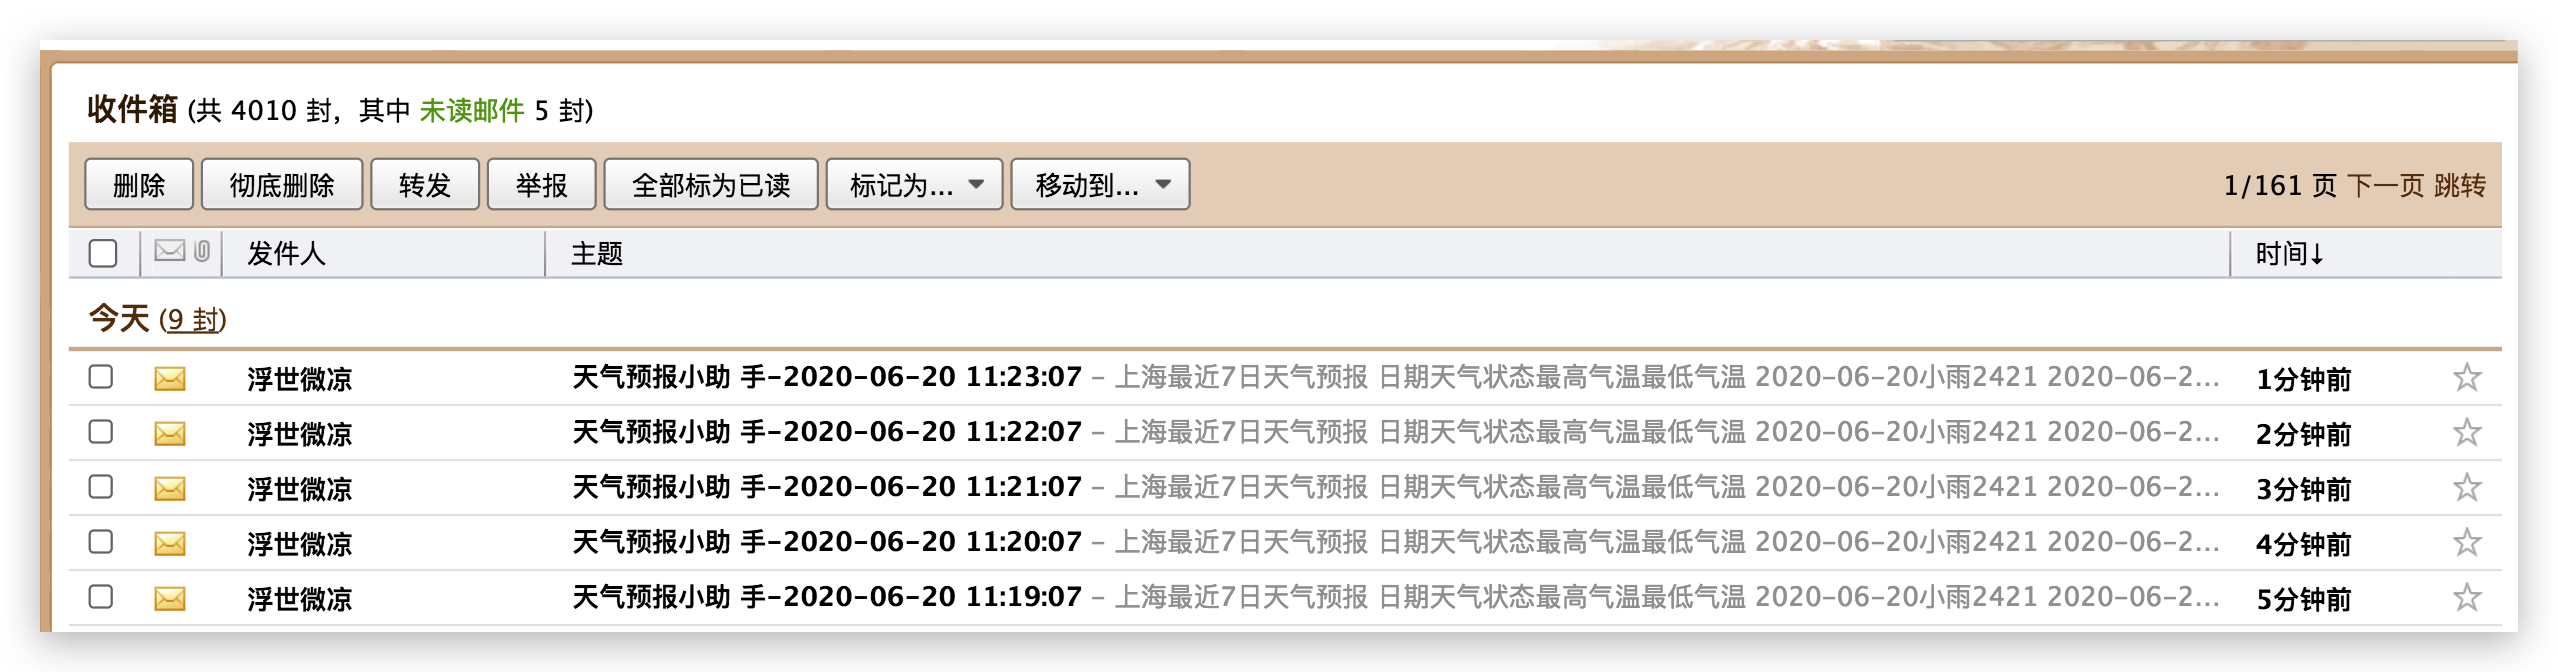 收件箱 (共 4010 封，其中 未读邮件 5 封)
删除 彻底删除 转发 举报 全部标为已读 标记为... 移动到... 1/161 页 下一页 跳转
发件人 主题 时间↓
今天 (9 封)
浮世微凉 天气预报小助 手-2020-06-20 11:23:07 - 上海最近7日天气预报 日期天气状态最高气温最低气温 2020-06-20小雨2421 2020-06-2... 1分钟前
浮世微凉 天气预报小助 手-2020-06-20 11:22:07 - 上海最近7日天气预报 日期天气状态最高气温最低气温 2020-06-20小雨2421 2020-06-2... 2分钟前
浮世微凉 天气预报小助 手-2020-06-20 11:21:07 - 上海最近7日天气预报 日期天气状态最高气温最低气温 2020-06-20小雨2421 2020-06-2... 3分钟前
浮世微凉 天气预报小助 手-2020-06-20 11:20:07 - 上海最近7日天气预报 日期天气状态最高气温最低气温 2020-06-20小雨2421 2020-06-2... 4分钟前
浮世微凉 天气预报小助 手-2020-06-20 11:19:07 - 上海最近7日天气预报 日期天气状态最高气温最低气温 2020-06-20小雨2421 2020-06-2... 5分钟前